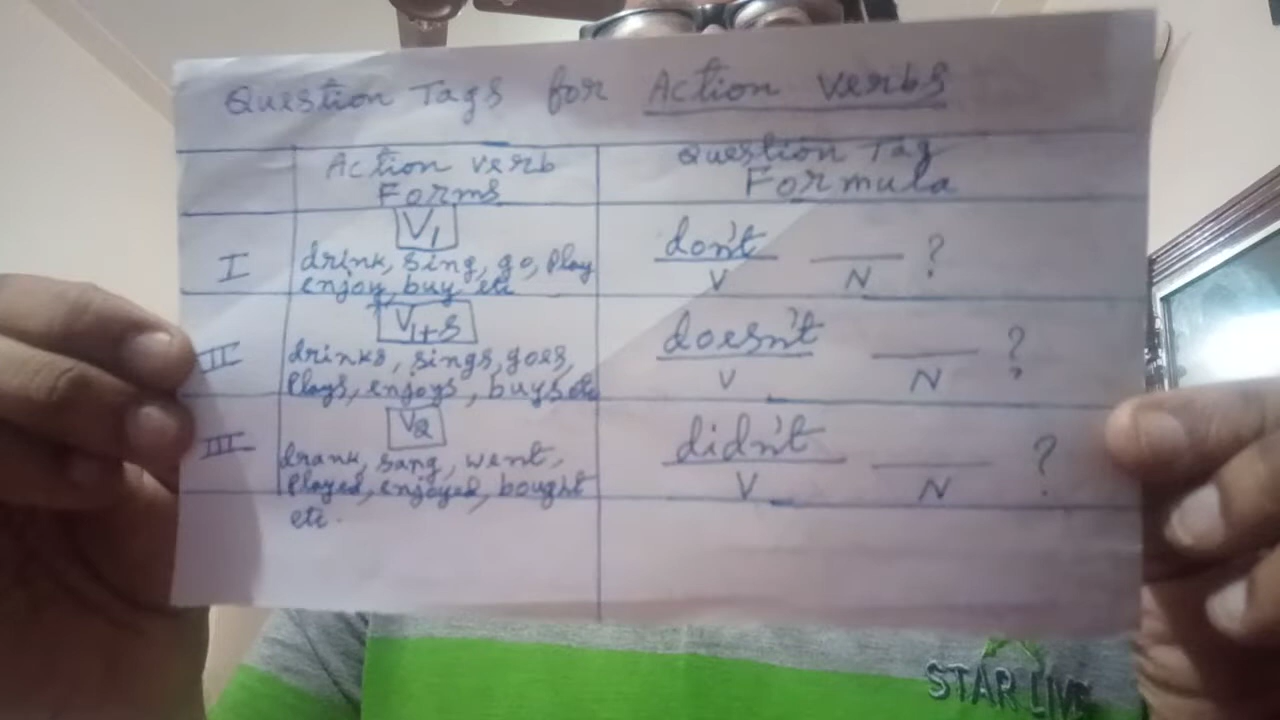 Question Tags for Action verbs
Action verb
Forms
Question Tag
Formula
I
V1
drink, sing, go, Play
enjoy, buy etc
don't ?
V N
II
V1+s
drinks, sings, goes,
Plays, enjoys, buys etc
doesn't ?
V N
III
V2
drank, sang, went,
Played, enjoyed, bought
etc.
didn't ?
V N
STAR LIVE